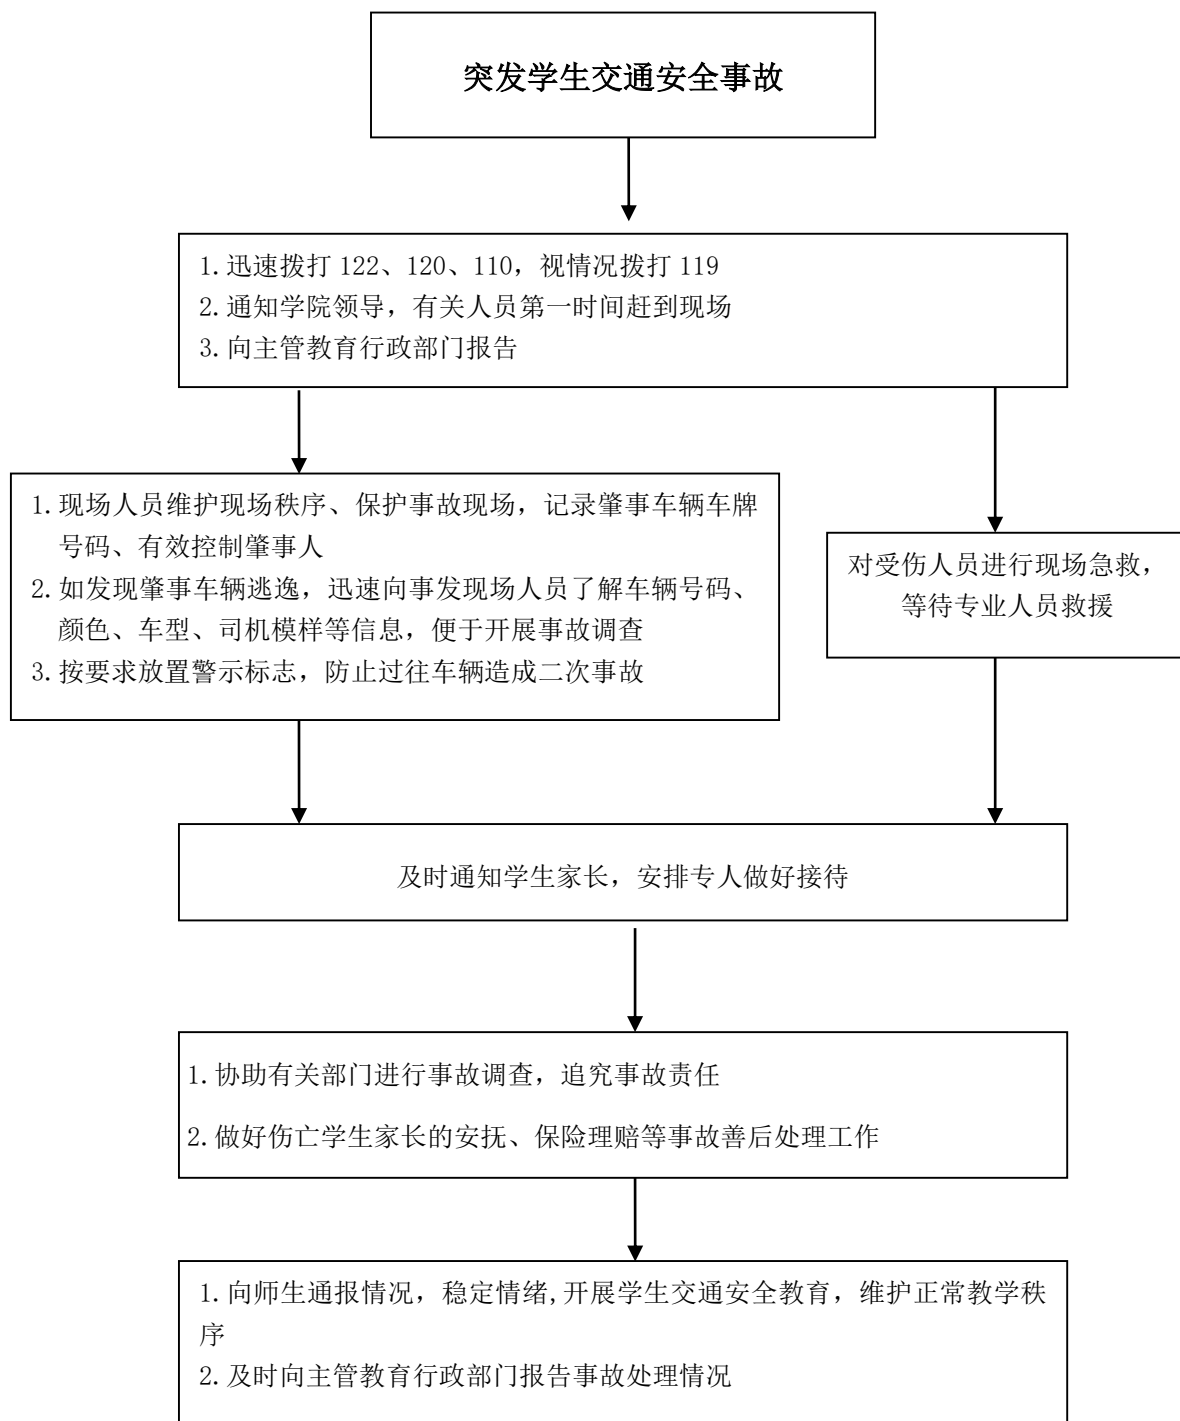 突发学生交通安全事故
1.迅速拨打 122、120、110，视情况拨打 119
2.通知学院领导，有关人员第一时间赶到现场
3.向主管教育行政部门报告
1.现场人员维护现场秩序、保护事故现场，记录肇事车辆车牌
号码、有效控制肇事人
2.如发现肇事车辆逃逸，迅速向事发现场人员了解车辆号码、
颜色、车型、司机模样等信息，便于开展事故调查
3.按要求放置警示标志，防止过往车辆造成二次事故
对受伤人员进行现场急救，
等待专业人员救援
及时通知学生家长，安排专人做好接待
1.协助有关部门进行事故调查，追究事故责任
2.做好伤亡学生家长的安抚、保险理赔等事故善后处理工作
1.向师生通报情况，稳定情绪,开展学生交通安全教育，维护正常教学秩
序
2.及时向主管教育行政部门报告事故处理情况